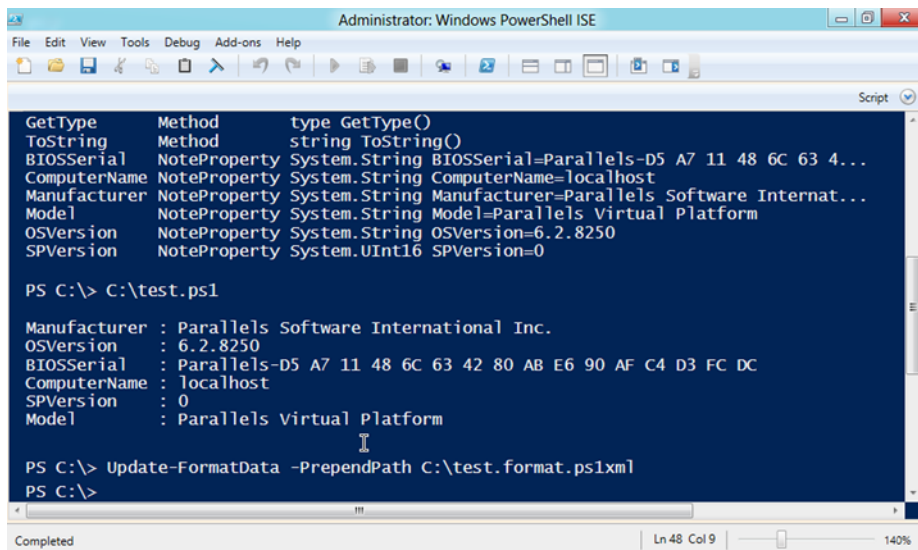 Administrator: Windows PowerShell ISE
File Edit View Tools Debug Add-ons Help
Script
GetType Method type GetType()
ToString Method string ToString()
BIOSSerial NoteProperty System.String BIOSSerial=Parallels-D5 A7 11 48 6C 63 4...
ComputerName NoteProperty System.String ComputerName=localhost
Manufacturer NoteProperty System.String Manufacturer=Parallels Software Internat...
Model NoteProperty System.String Model=Parallels Virtual Platform
OSVersion NoteProperty System.String OSVersion=6.2.8250
SPVersion NoteProperty System.UInt16 SPVersion=0
PS C:\> C:\test.ps1
Manufacturer : Parallels Software International Inc.
OSVersion : 6.2.8250
BIOSSerial : Parallels-D5 A7 11 48 6C 63 42 80 AB E6 90 AF C4 D3 FC DC
ComputerName : localhost
SPVersion : 0
Model : Parallels Virtual Platform
PS C:\> Update-FormatData -PrependPath C:\test.format.ps1xml
PS C:\>
Completed Ln 48 Col 9 140%